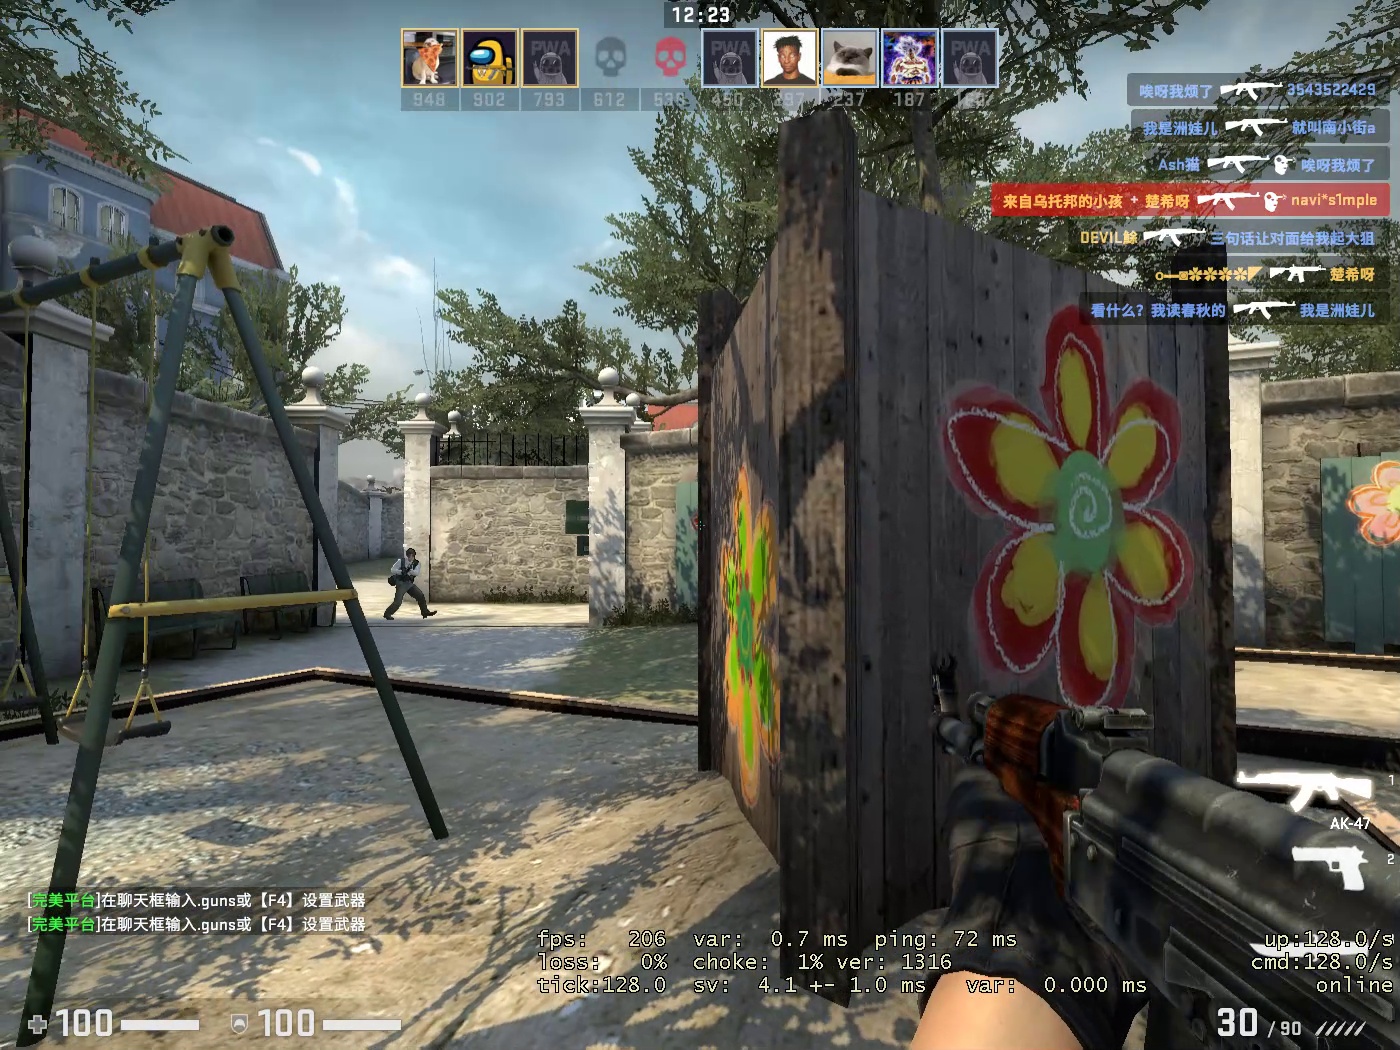 12:23
PWA PWA PWA
948 902 793 612 237 187
唉呀我烦了 3543522429
我是洲娃儿 就叫南小街a
Ash猫 唉呀我烦了
来自乌托邦的小孩 + 楚希呀 navi*s1mple
DEVIL餘 三句话让对面给我起大狙
楚希呀
看什么?我读春秋的 我是洲娃儿
1
AK-47
2
[完美平台]在聊天框输入.guns或【F4】设置武器
[完美平台]在聊天框输入.guns或【F4】设置武器
fps: 206 var: 0.7 ms ping: 72 ms up:128.0/s
loss: 0% choke: 1% ver: 1316 cmd:128.0/s
tick:128.0 sv: 4.1 +- 1.0 ms var: 0.000 ms online
100 100 30 / 90